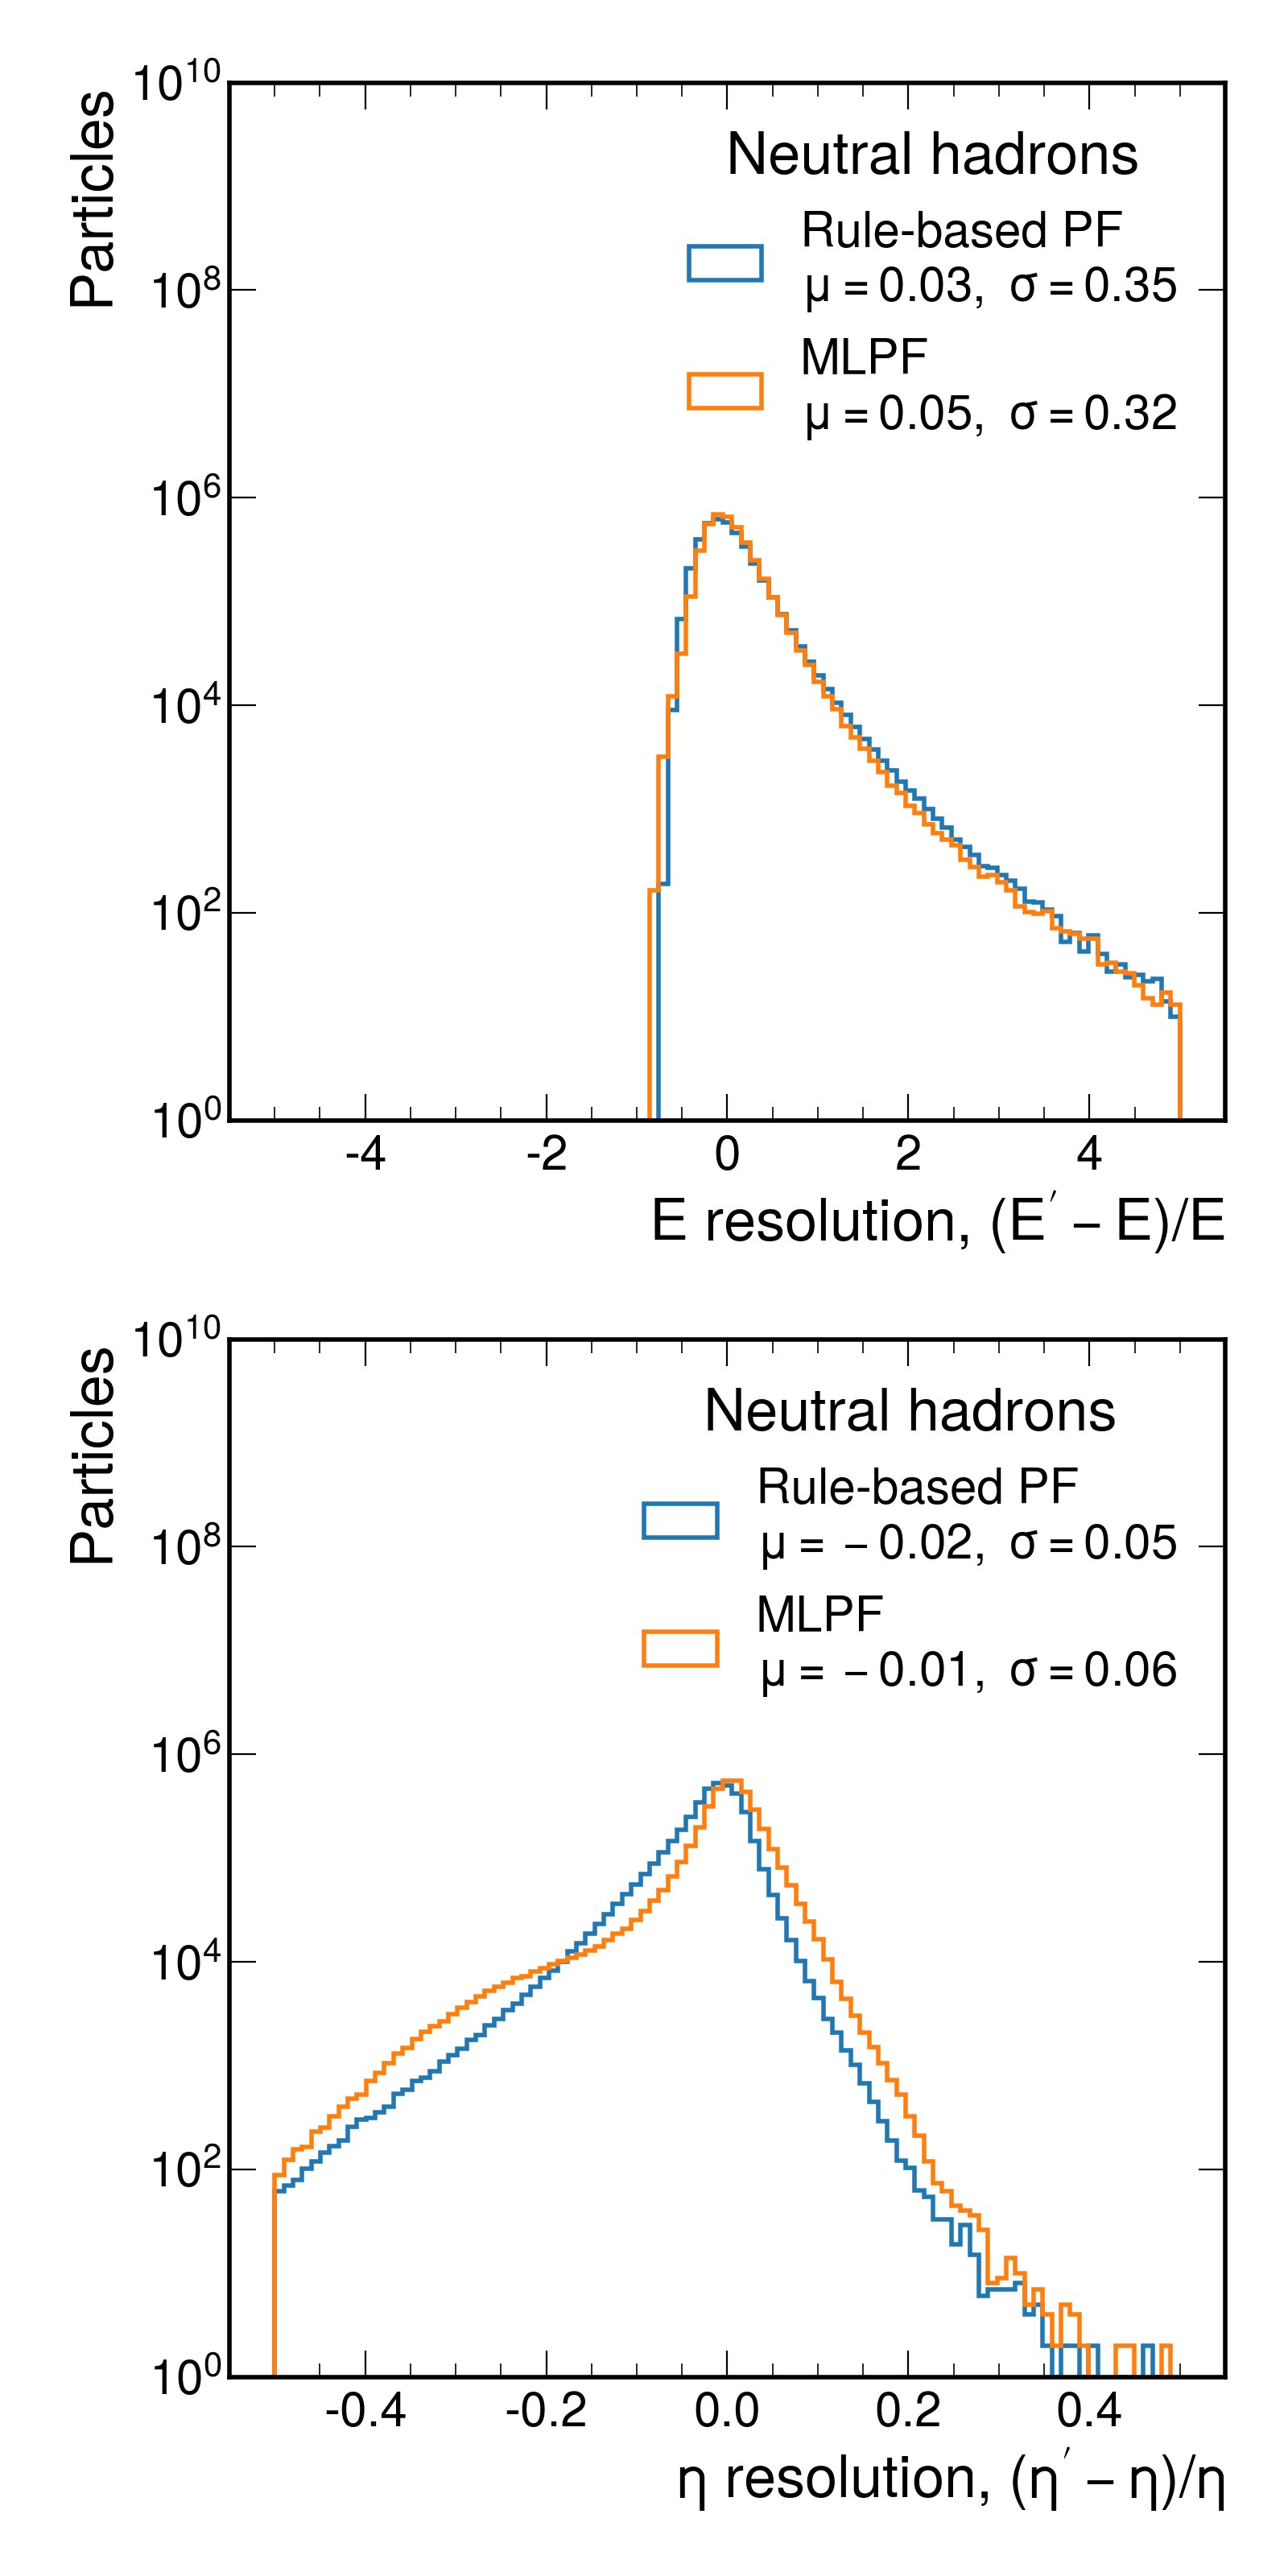 Particles
10^10
10^8
10^6
10^4
10^2
10^0
Neutral hadrons
Rule-based PF
μ = 0.03, σ = 0.35
MLPF
μ = 0.05, σ = 0.32
-4 -2 0 2 4
E resolution, (E′ − E)/E
Particles
10^10
10^8
10^6
10^4
10^2
10^0
Neutral hadrons
Rule-based PF
μ = −0.02, σ = 0.05
MLPF
μ = −0.01, σ = 0.06
-0.4 -0.2 0.0 0.2 0.4
η resolution, (η′ − η)/η